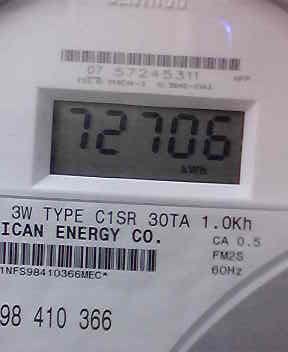 07 57245311
72706
kWh
3W TYPE C1SR 30TA 1.0Kh
ICAN ENERGY CO.
CA 0.5
FM2S
60Hz
1NFS98410366MEC*
98 410 366